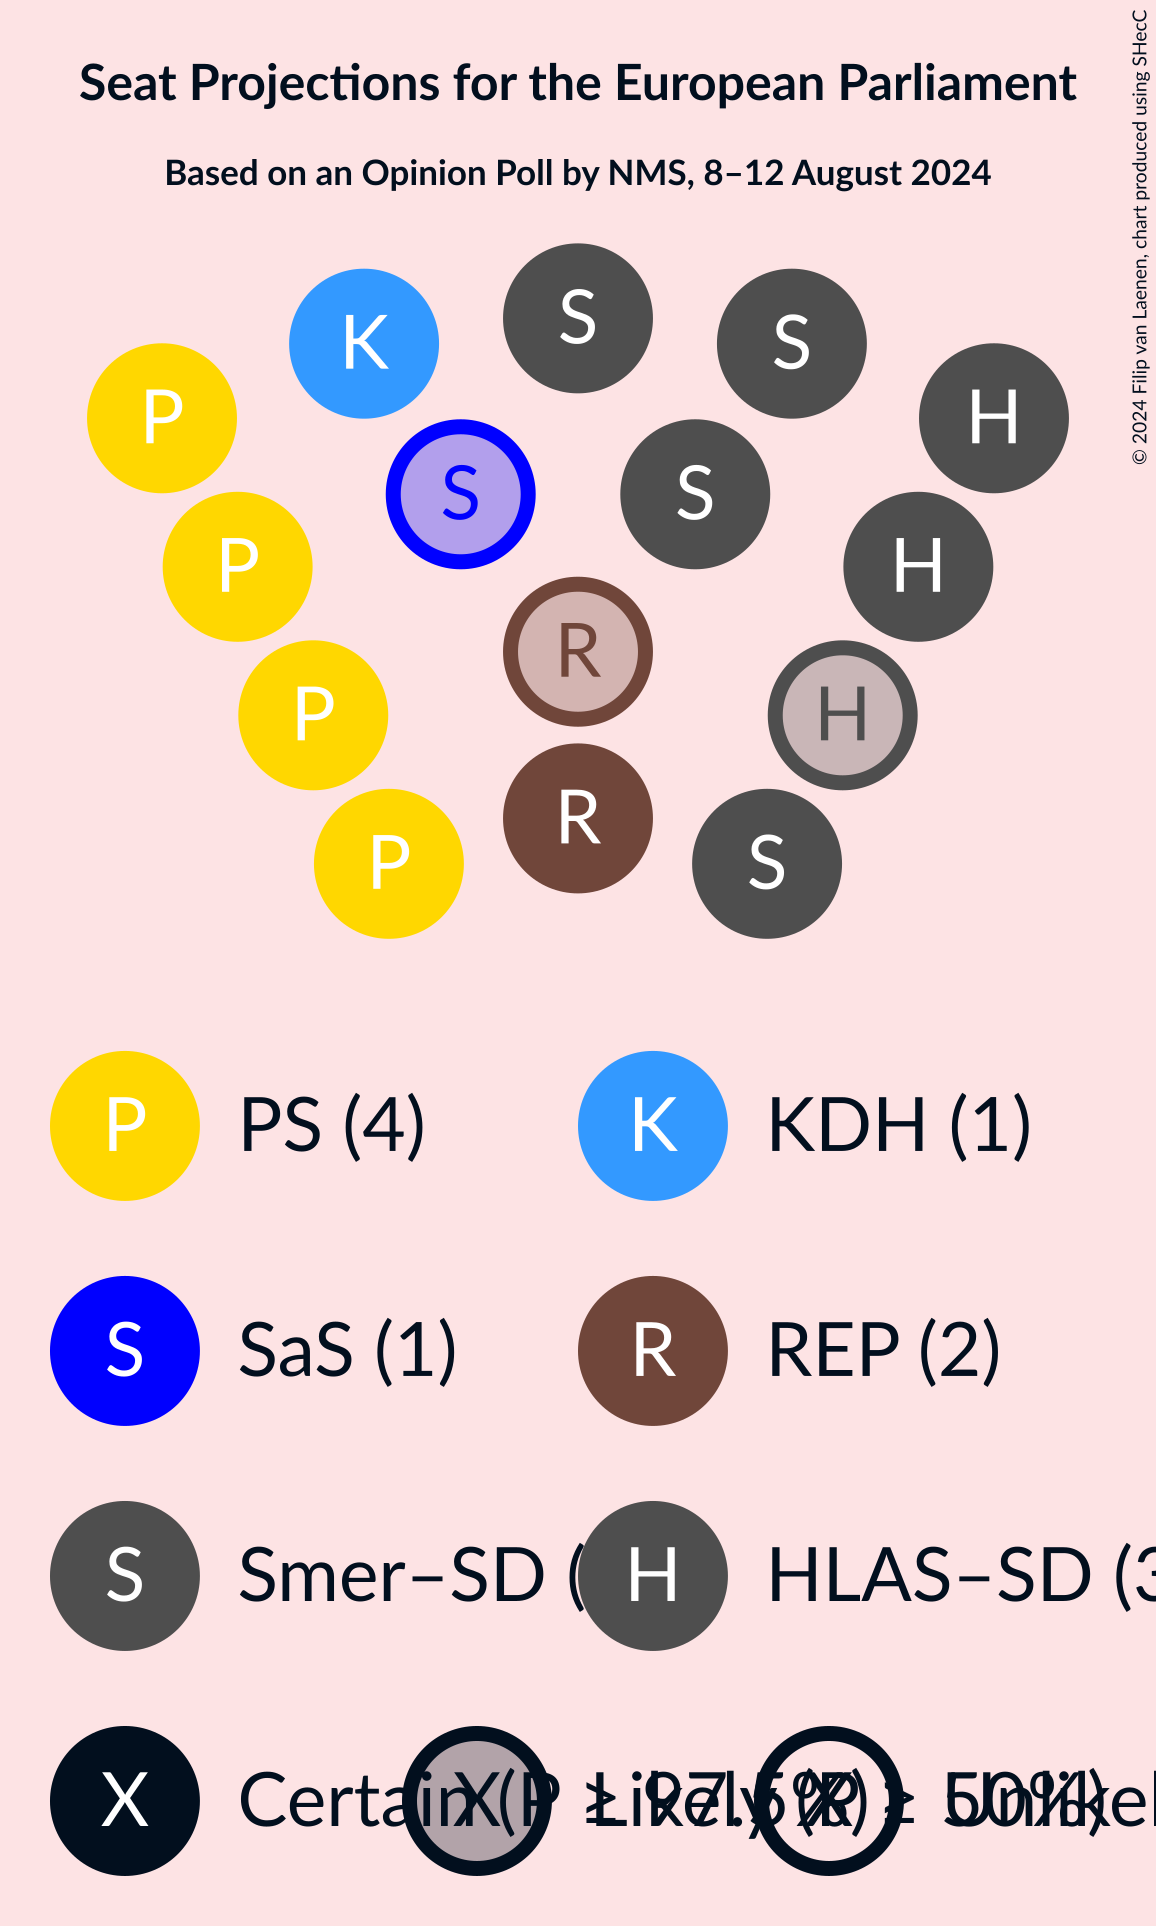 Seat Projections for the European Parliament
Based on an Opinion Poll by NMS, 8–12 August 2024
© 2024 Filip van Laenen, chart produced using SHecC
K S S
P H
S S
P H
R
P H
R
P S
P PS (4) K KDH (1)
S SaS (1) R REP (2)
S Smer–SD ( H HLAS–SD (3
X Certain (P ≥ 97.5%) X Likely (P ≥ 50%) X Unlikel